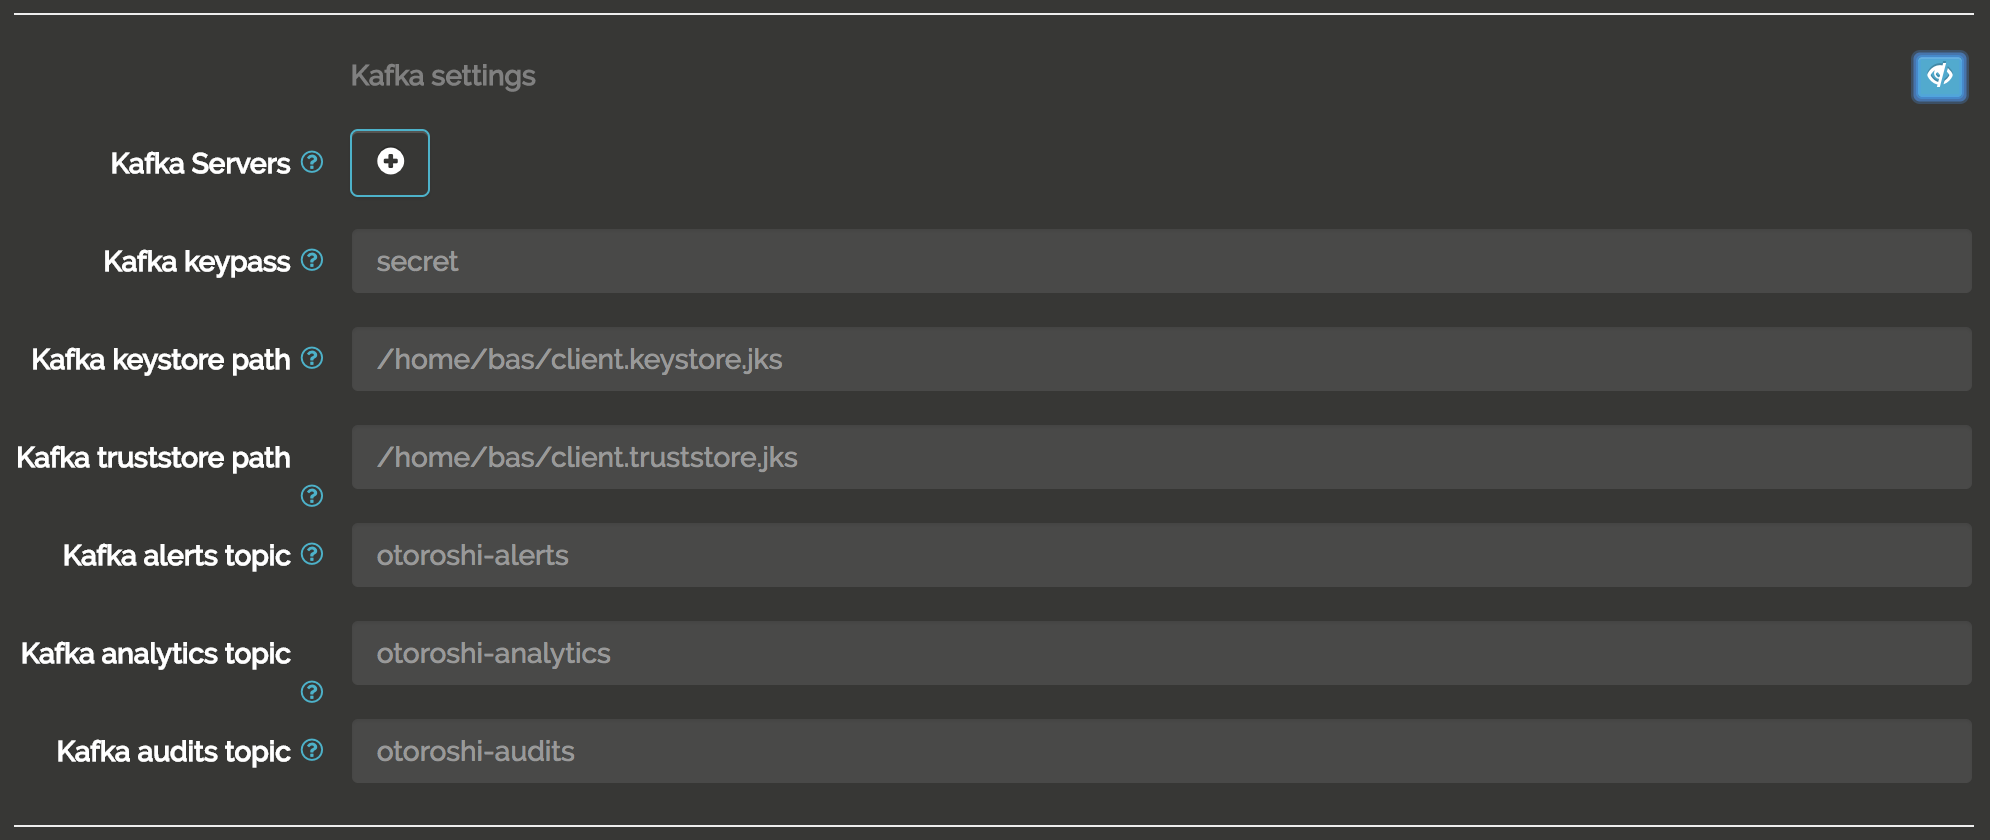 Kafka settings
Kafka Servers
Kafka keypass secret
Kafka keystore path /home/bas/client.keystore.jks
Kafka truststore path /home/bas/client.truststore.jks
Kafka alerts topic otoroshi-alerts
Kafka analytics topic otoroshi-analytics
Kafka audits topic otoroshi-audits